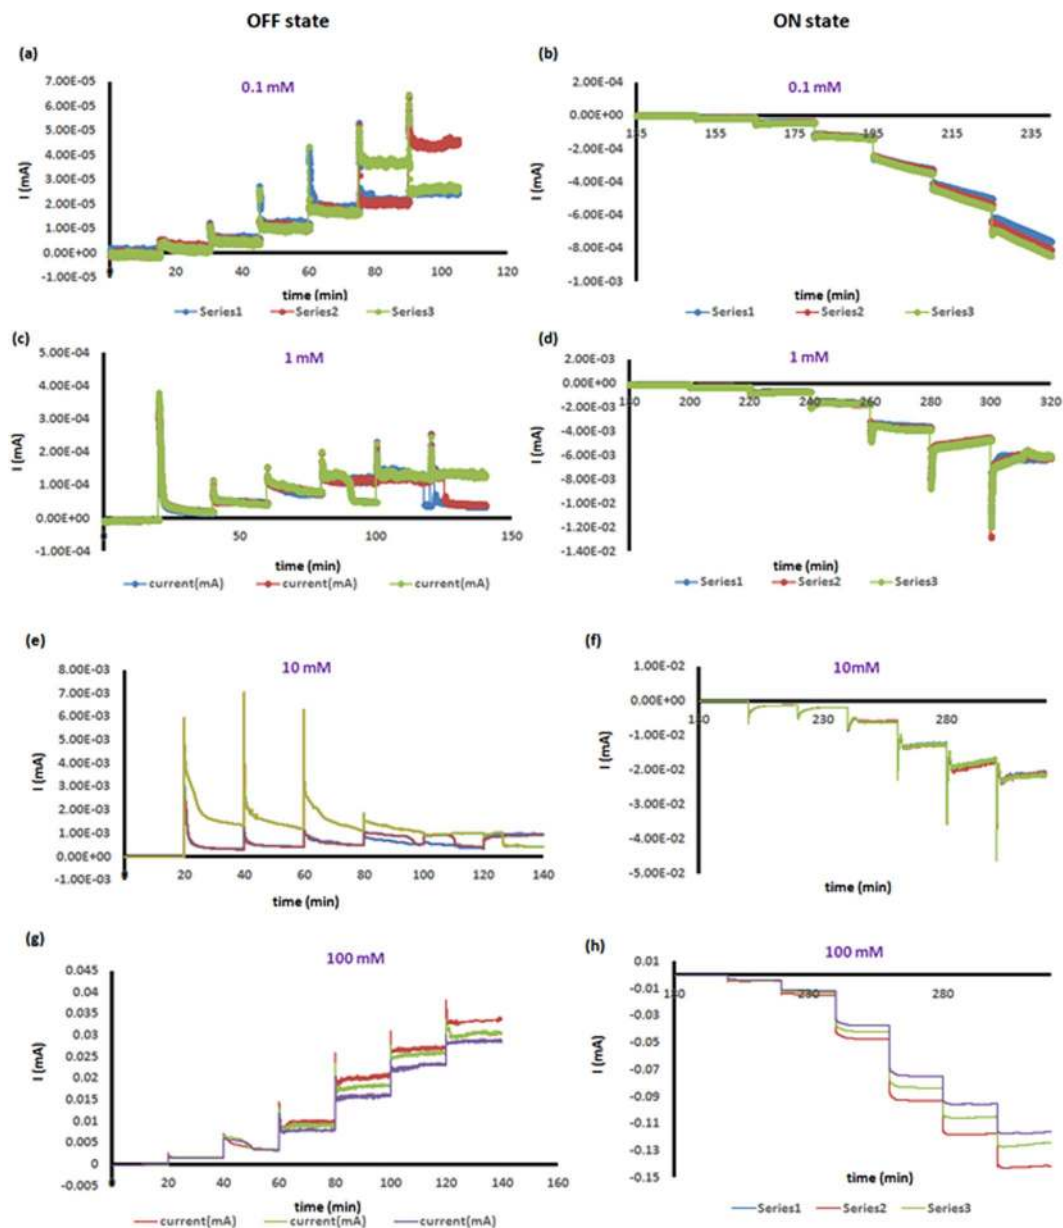 OFF state
ON state
(a)
0.1 mM
I (mA)
7.00E-05
6.00E-05
5.00E-05
4.00E-05
3.00E-05
2.00E-05
1.00E-05
0.00E+00
-1.00E-05
0 20 40 60 80 100 120
time (min)
Series1 Series2 Series3
(b)
0.1 mM
I (mA)
2.00E-04
0.00E+00
-2.00E-04
-4.00E-04
-6.00E-04
-8.00E-04
-1.00E-03
135 155 175 195 215 235
time (min)
Series1 Series2 Series3
(c)
1 mM
I (mA)
5.00E-04
4.00E-04
3.00E-04
2.00E-04
1.00E-04
0.00E+00
-1.00E-04
50 100 150
time (min)
current(mA) current(mA) current(mA)
(d)
1 mM
I (mA)
2.00E-03
0.00E+00
-2.00E-03
-4.00E-03
-6.00E-03
-8.00E-03
-1.00E-02
-1.20E-02
-1.40E-02
180 200 220 240 260 280 300 320
time (min)
Series1 Series2 Series3
(e)
10 mM
I (mA)
8.00E-03
7.00E-03
6.00E-03
5.00E-03
4.00E-03
3.00E-03
2.00E-03
1.00E-03
0.00E+00
-1.00E-03
20 40 60 80 100 120 140
time (min)
(f)
10mM
I (mA)
1.00E-02
0.00E+00
-1.00E-02
-2.00E-02
-3.00E-02
-4.00E-02
-5.00E-02
180 230 280
time (min)
(g)
100 mM
I (mA)
0.045
0.04
0.035
0.03
0.025
0.02
0.015
0.01
0.005
0
-0.005
20 40 60 80 100 120 140 160
time (min)
current(mA) current(mA) current(mA)
(h)
100 mM
I (mA)
0.01
-0.01
-0.03
-0.05
-0.07
-0.09
-0.11
-0.13
-0.15
180 230 280
time (min)
Series1 Series2 Series3